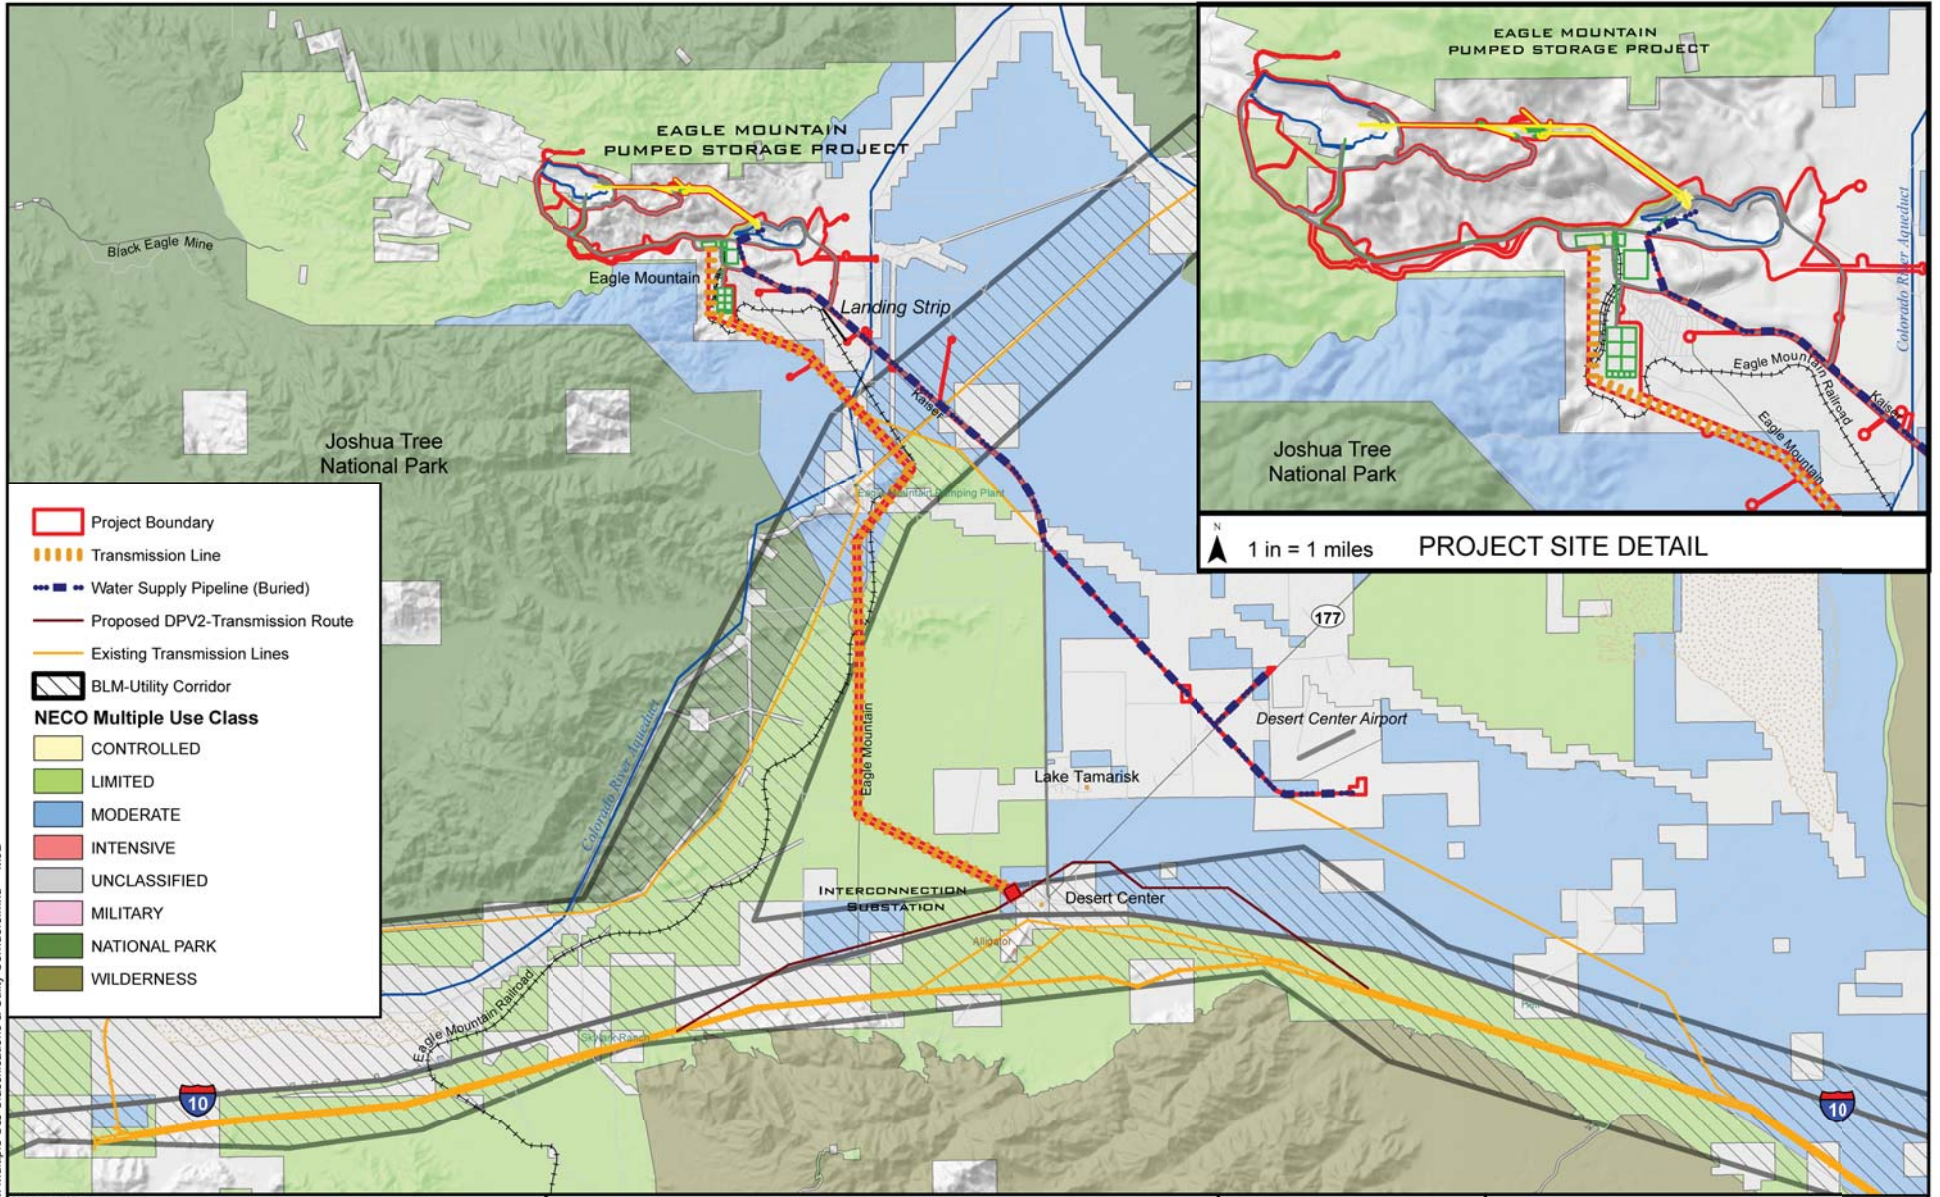 EAGLE MOUNTAIN
PUMPED STORAGE PROJECT
Black Eagle Mine
Eagle Mountain
Landing Strip
Kaiser
Joshua Tree
National Park
Eagle Mountain Pumping Plant
177
Desert Center Airport
Lake Tamarisk
Eagle Mountain
Colorado River Aqueduct
INTERCONNECTION
SUBSTATION
Desert Center
Alligator
Eagle Mountain Railroad
Skylark Ranch
10
10
Project Boundary
Transmission Line
Water Supply Pipeline (Buried)
Proposed DPV2-Transmission Route
Existing Transmission Lines
BLM-Utility Corridor
NECO Multiple Use Class
CONTROLLED
LIMITED
MODERATE
INTENSIVE
UNCLASSIFIED
MILITARY
NATIONAL PARK
WILDERNESS
EAGLE MOUNTAIN
PUMPED STORAGE PROJECT
Colorado River Aqueduct
Eagle Mountain Railroad
Kaiser
Eagle Mountain
Joshua Tree
National Park
N
1 in = 1 miles
PROJECT SITE DETAIL